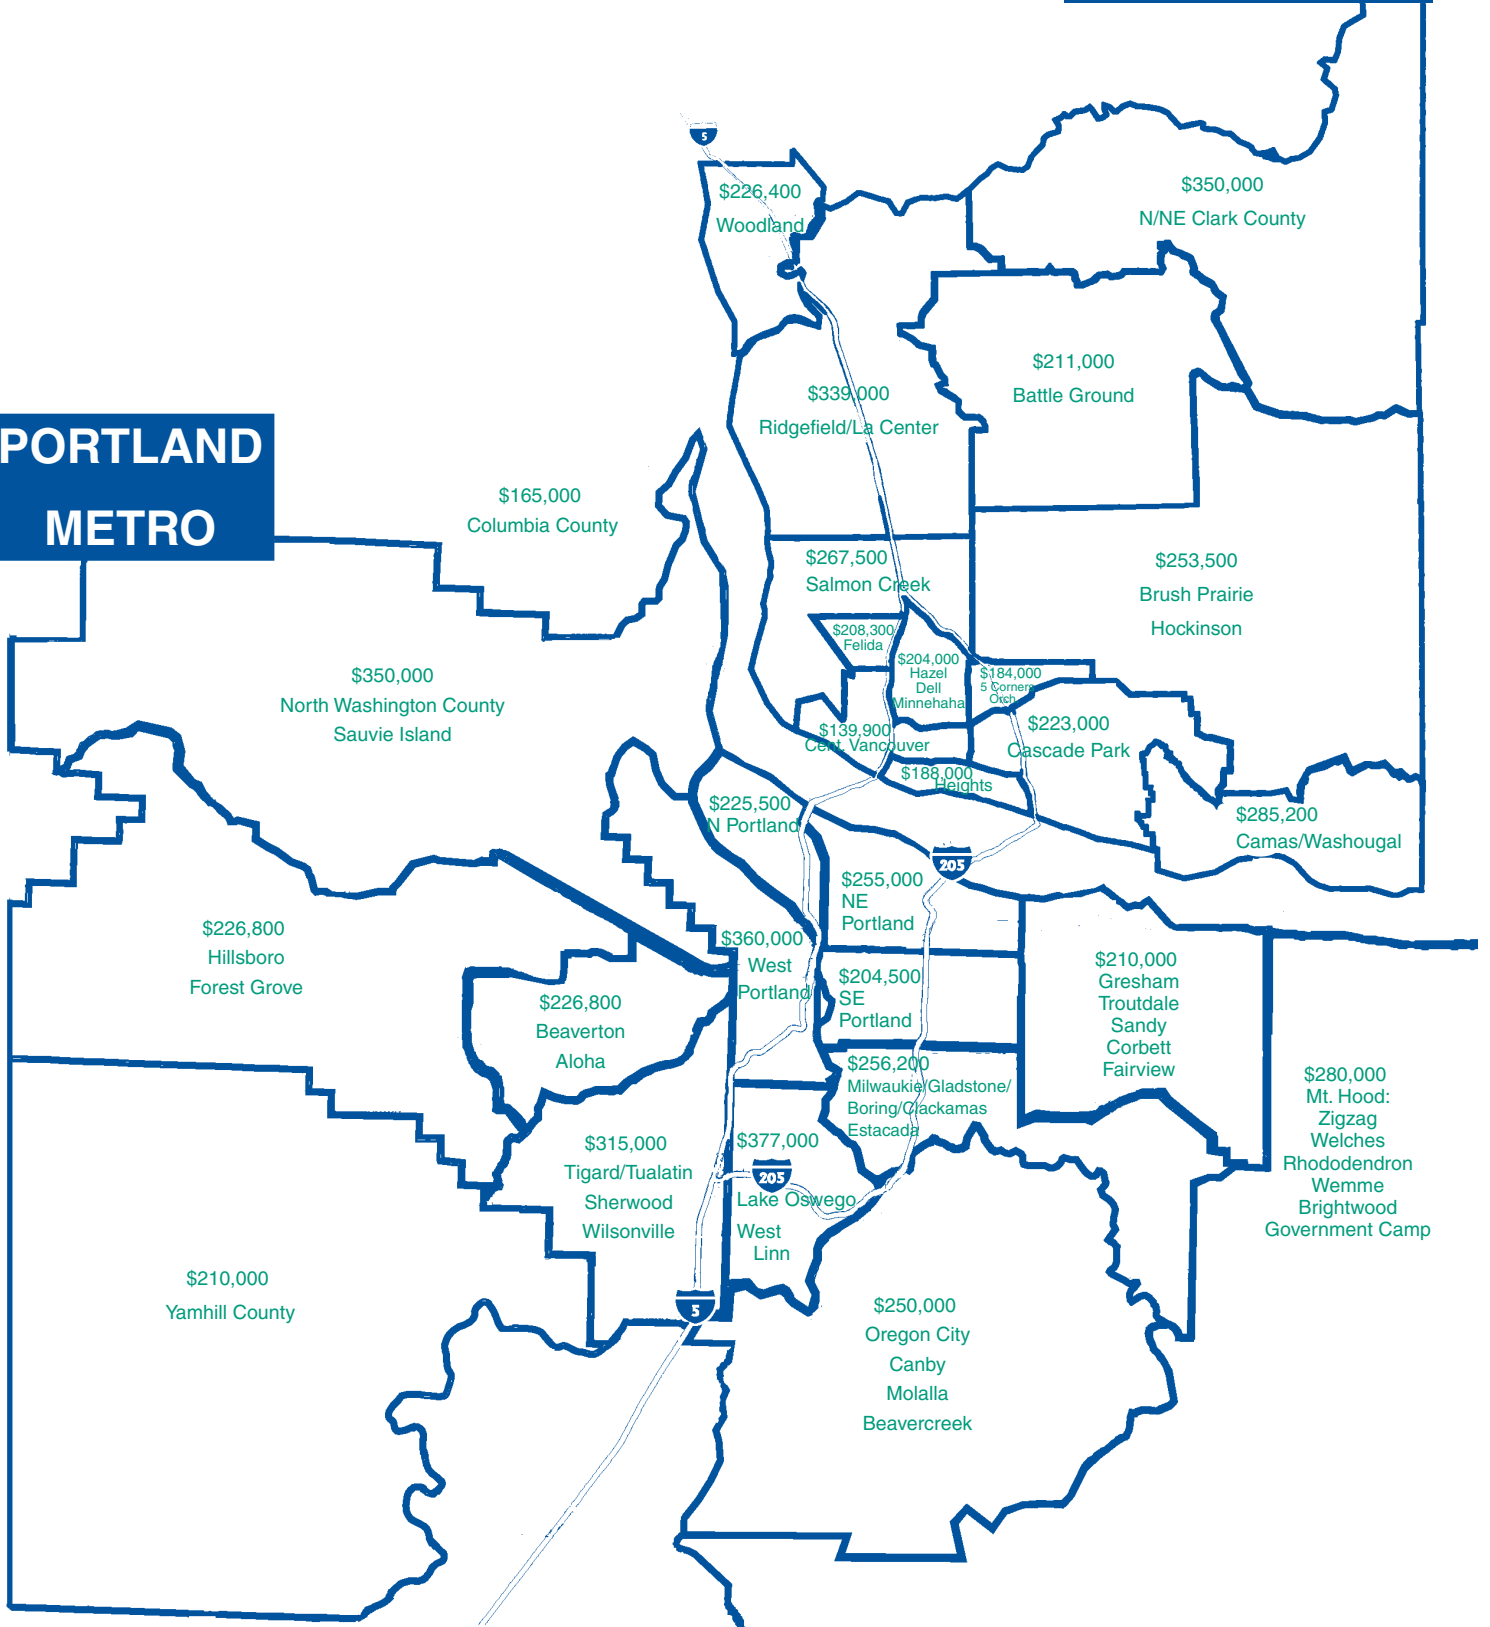 5
$226,400
Woodland
$350,000
N/NE Clark County
$339,000
Ridgefield/La Center
$211,000
Battle Ground
PORTLAND
METRO
$165,000
Columbia County
$267,500
Salmon Creek
$253,500
Brush Prairie
Hockinson
$208,300
Felida
$204,000
Hazel
Dell
Minnehaha
$184,000
5 Corners
Orch
$350,000
North Washington County
Sauvie Island
$139,900
Cent. Vancouver
$223,000
Cascade Park
$188,000
Heights
$225,500
N Portland
$285,200
Camas/Washougal
205
$255,000
NE
Portland
$226,800
Hillsboro
Forest Grove
$360,000
West
Portland
$204,500
SE
Portland
$210,000
Gresham
Troutdale
Sandy
Corbett
Fairview
$226,800
Beaverton
Aloha
$256,200
Milwaukie/Gladstone/
Boring/Clackamas
Estacada
$280,000
Mt. Hood:
Zigzag
Welches
Rhododendron
Wemme
Brightwood
Government Camp
$315,000
Tigard/Tualatin
Sherwood
Wilsonville
$377,000
205
Lake Oswego
West
Linn
$210,000
Yamhill County
5
$250,000
Oregon City
Canby
Molalla
Beavercreek